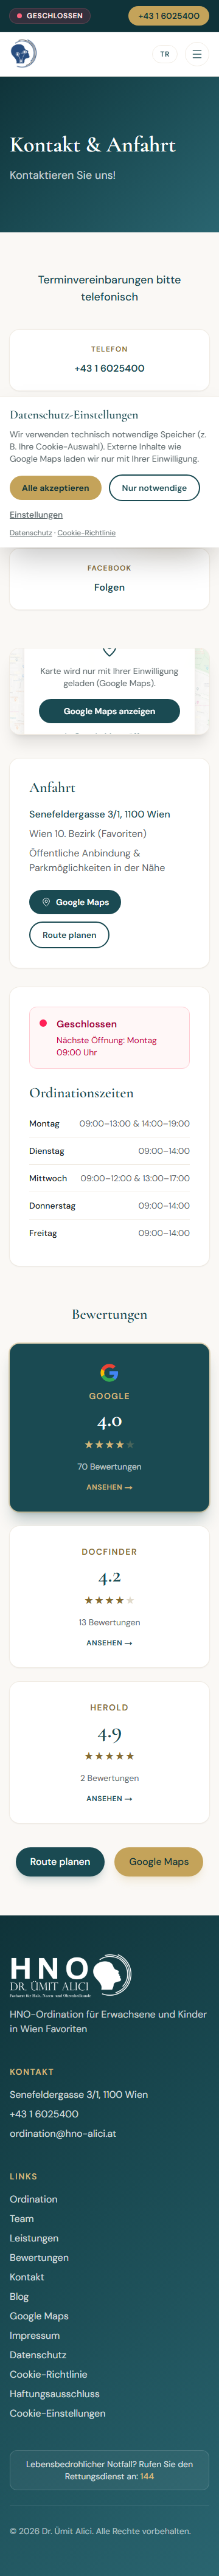 GESCHLOSSEN
+43 1 6025400
TR
Kontakt & Anfahrt
Kontaktieren Sie uns!
Terminvereinbarungen bitte
telefonisch
TELEFON
+43 1 6025400
Datenschutz-Einstellungen
Wir verwenden technisch notwendige Speicher (z.
B. Ihre Cookie-Auswahl). Externe Inhalte wie
Google Maps laden wir nur mit Ihrer Einwilligung.
Alle akzeptieren
Nur notwendige
Einstellungen
Datenschutz · Cookie-Richtlinie
FACEBOOK
Folgen
Karte wird nur mit Ihrer Einwilligung
geladen (Google Maps).
Google Maps anzeigen
Anfahrt
Senefeldergasse 3/1, 1100 Wien
Wien 10. Bezirk (Favoriten)
Öffentliche Anbindung &
Parkmöglichkeiten in der Nähe
Google Maps
Route planen
Geschlossen
Nächste Öffnung: Montag
09:00 Uhr
Ordinationszeiten
Montag 09:00–13:00 & 14:00–19:00
Dienstag 09:00–14:00
Mittwoch 09:00–12:00 & 13:00–17:00
Donnerstag 09:00–14:00
Freitag 09:00–14:00
Bewertungen
GOOGLE
4.0
★★★★★
70 Bewertungen
ANSEHEN →
DOCFINDER
4.2
★★★★★
13 Bewertungen
ANSEHEN →
HEROLD
4.9
★★★★★
2 Bewertungen
ANSEHEN →
Route planen
Google Maps
HNO
DR. ÜMIT ALICI
Facharzt für Hals-, Nasen- und Ohrenheilkunde
HNO-Ordination für Erwachsene und Kinder
in Wien Favoriten
KONTAKT
Senefeldergasse 3/1, 1100 Wien
+43 1 6025400
ordination@hno-alici.at
LINKS
Ordination
Team
Leistungen
Bewertungen
Kontakt
Blog
Google Maps
Impressum
Datenschutz
Cookie-Richtlinie
Haftungsausschluss
Cookie-Einstellungen
Lebensbedrohlicher Notfall? Rufen Sie den
Rettungsdienst an: 144
© 2026 Dr. Ümit Alici. Alle Rechte vorbehalten.